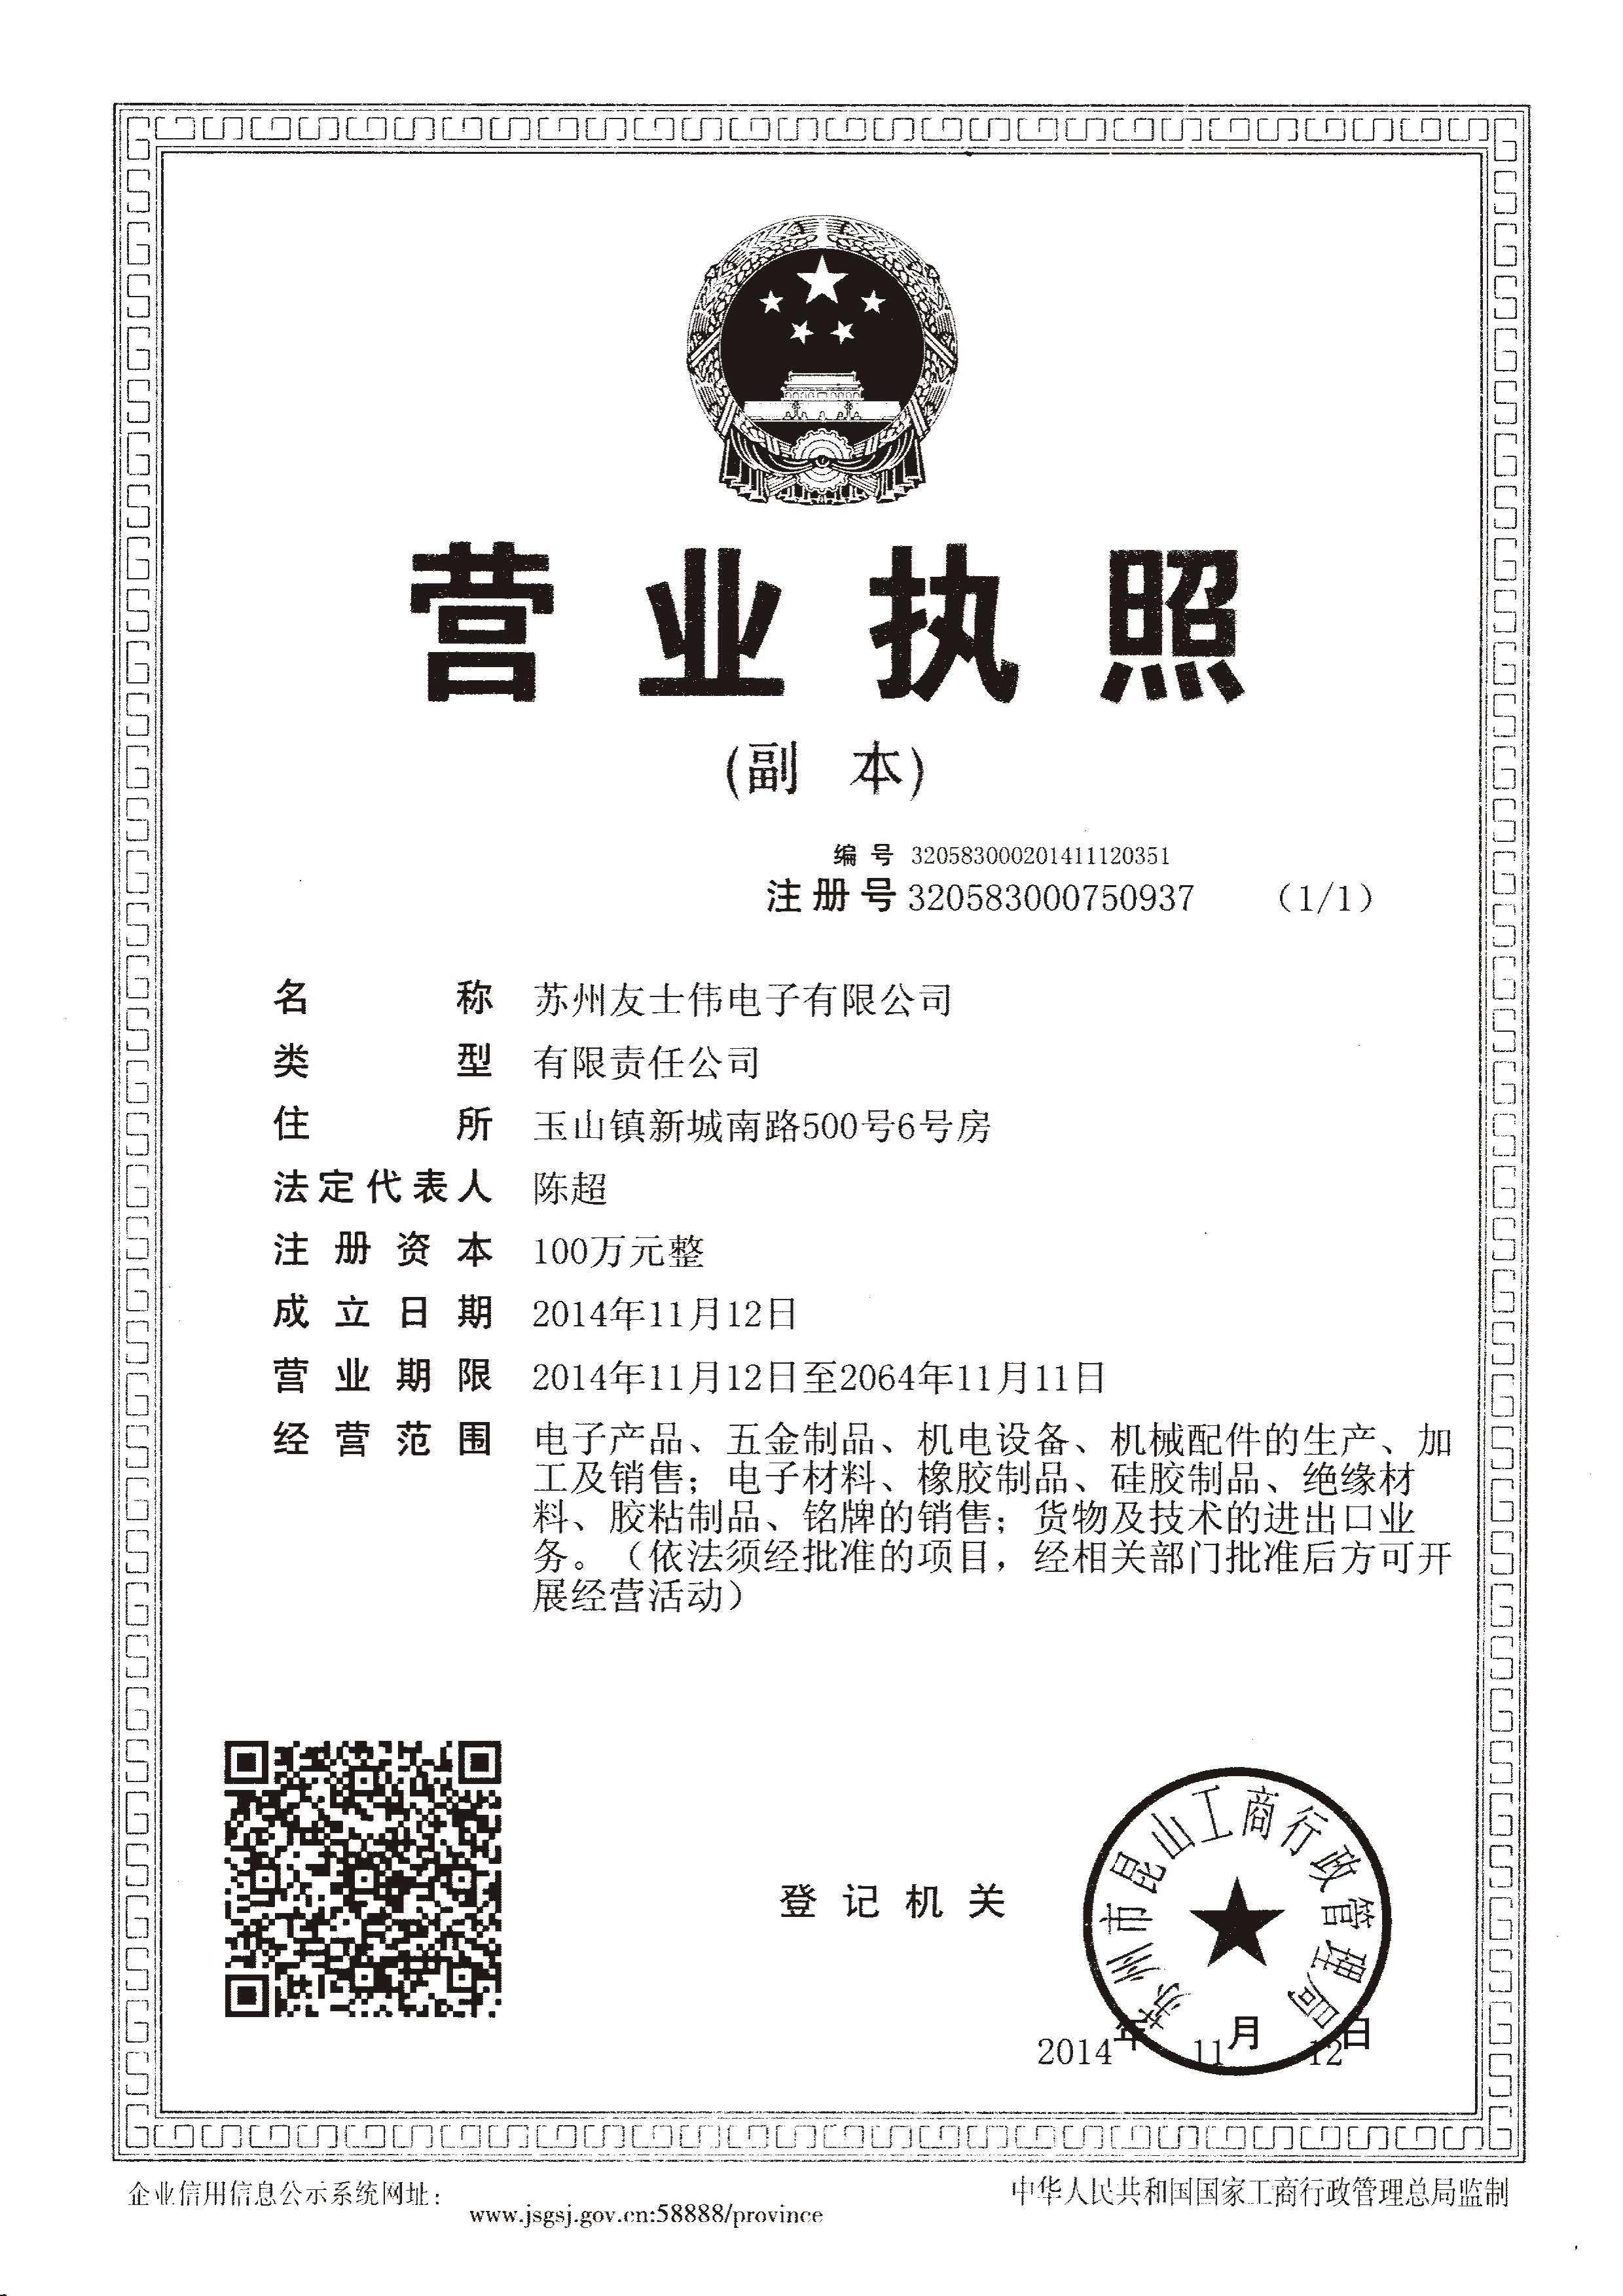 营业执照
(副 本)
编号 320583000201411120351
注册号 320583000750937 (1/1)
名称 苏州友士伟电子有限公司
类型 有限责任公司
住所 玉山镇新城南路500号6号房
法定代表人 陈超
注册资本 100万元整
成立日期 2014年11月12日
营业期限 2014年11月12日至2064年11月11日
经营范围 电子产品、五金制品、机电设备、机械配件的生产、加
工及销售；电子材料、橡胶制品、硅胶制品、绝缘材
料、胶粘制品、铭牌的销售；货物及技术的进出口业
务。（依法须经批准的项目，经相关部门批准后方可开
展经营活动）
苏州市昆山工商行政管理局
登记机关
2014年11月12日
企业信用信息公示系统网址：
www.jsgsj.gov.cn:58888/province
中华人民共和国国家工商行政管理总局监制